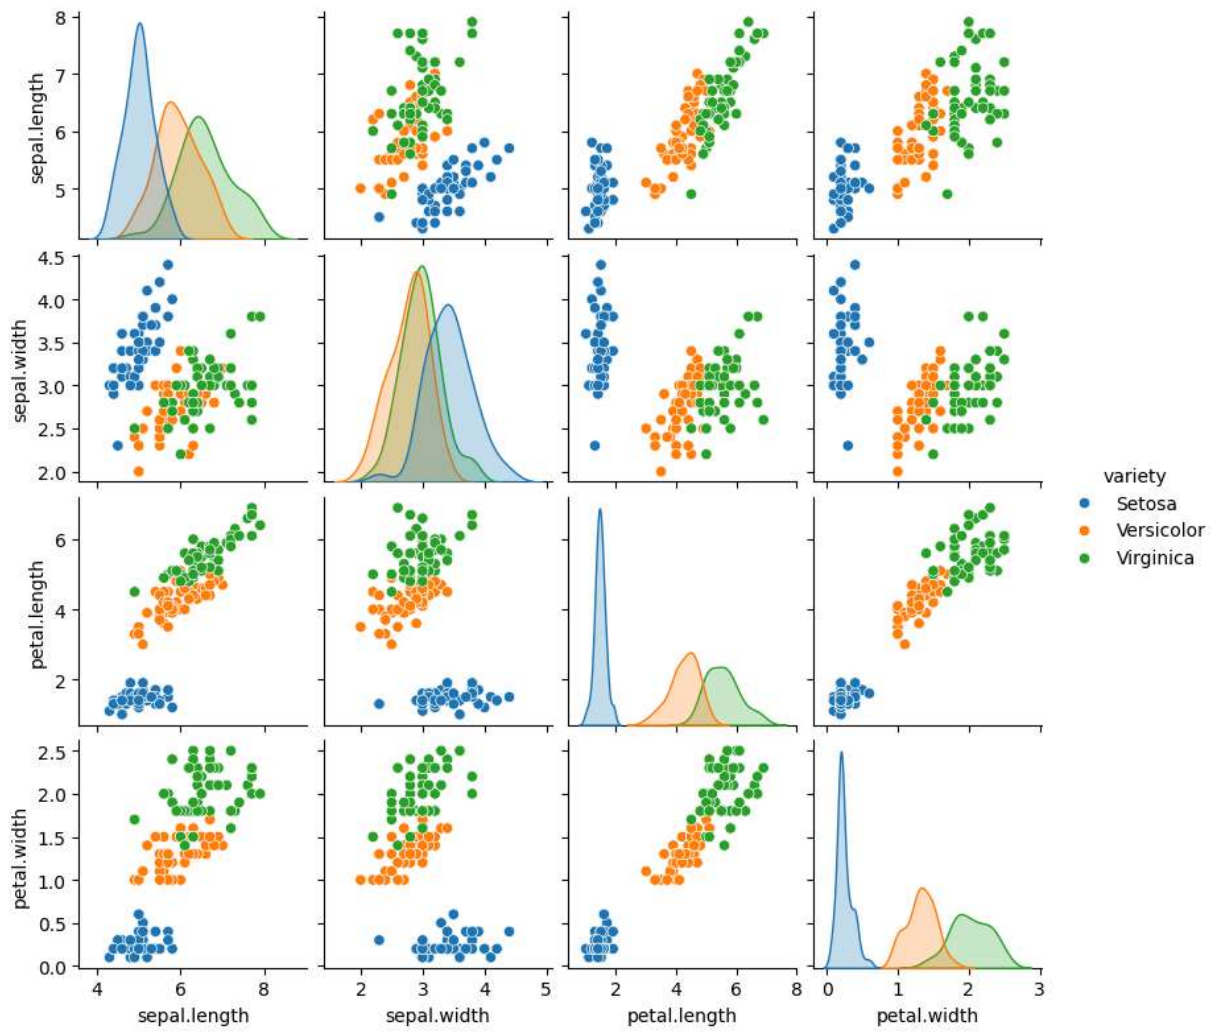 8
7
6
5
sepal.length
4.5
4.0
3.5
3.0
2.5
2.0
sepal.width
variety
Setosa
Versicolor
Virginica
6
4
2
petal.length
2.5
2.0
1.5
1.0
0.5
0.0
petal.width
4 6 8 2 3 4 5 2 4 6 8 0 1 2 3
sepal.length sepal.width petal.length petal.width